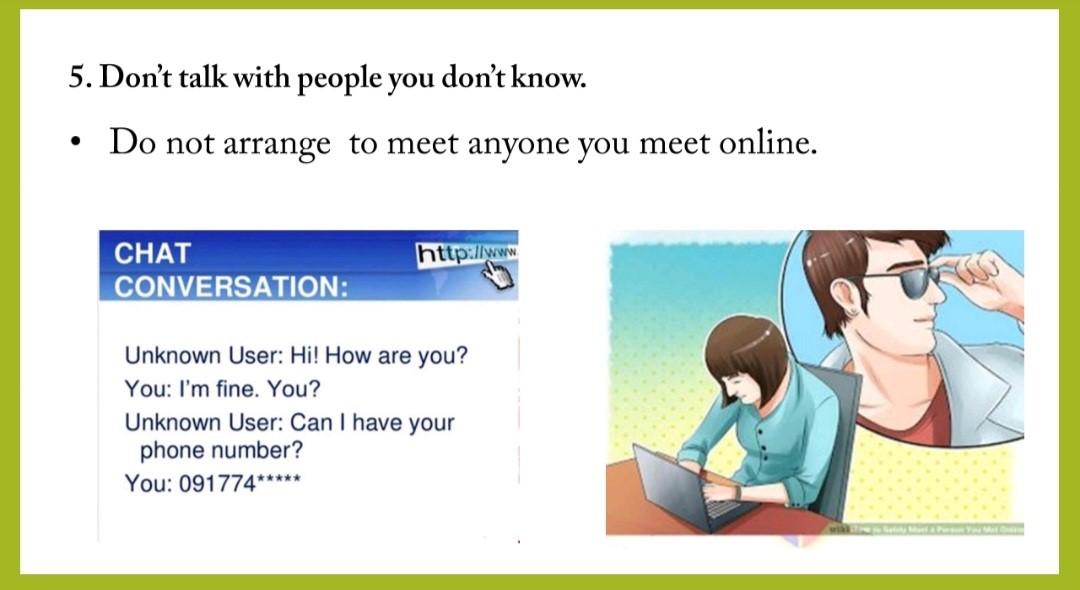 5. Don't talk with people you don't know.
• Do not arrange to meet anyone you meet online.
CHAT
CONVERSATION:
http://www.
Unknown User: Hi! How are you?
You: I'm fine. You?
Unknown User: Can I have your
phone number?
You: 091774*****
to Safely Meet a Person You Met Online